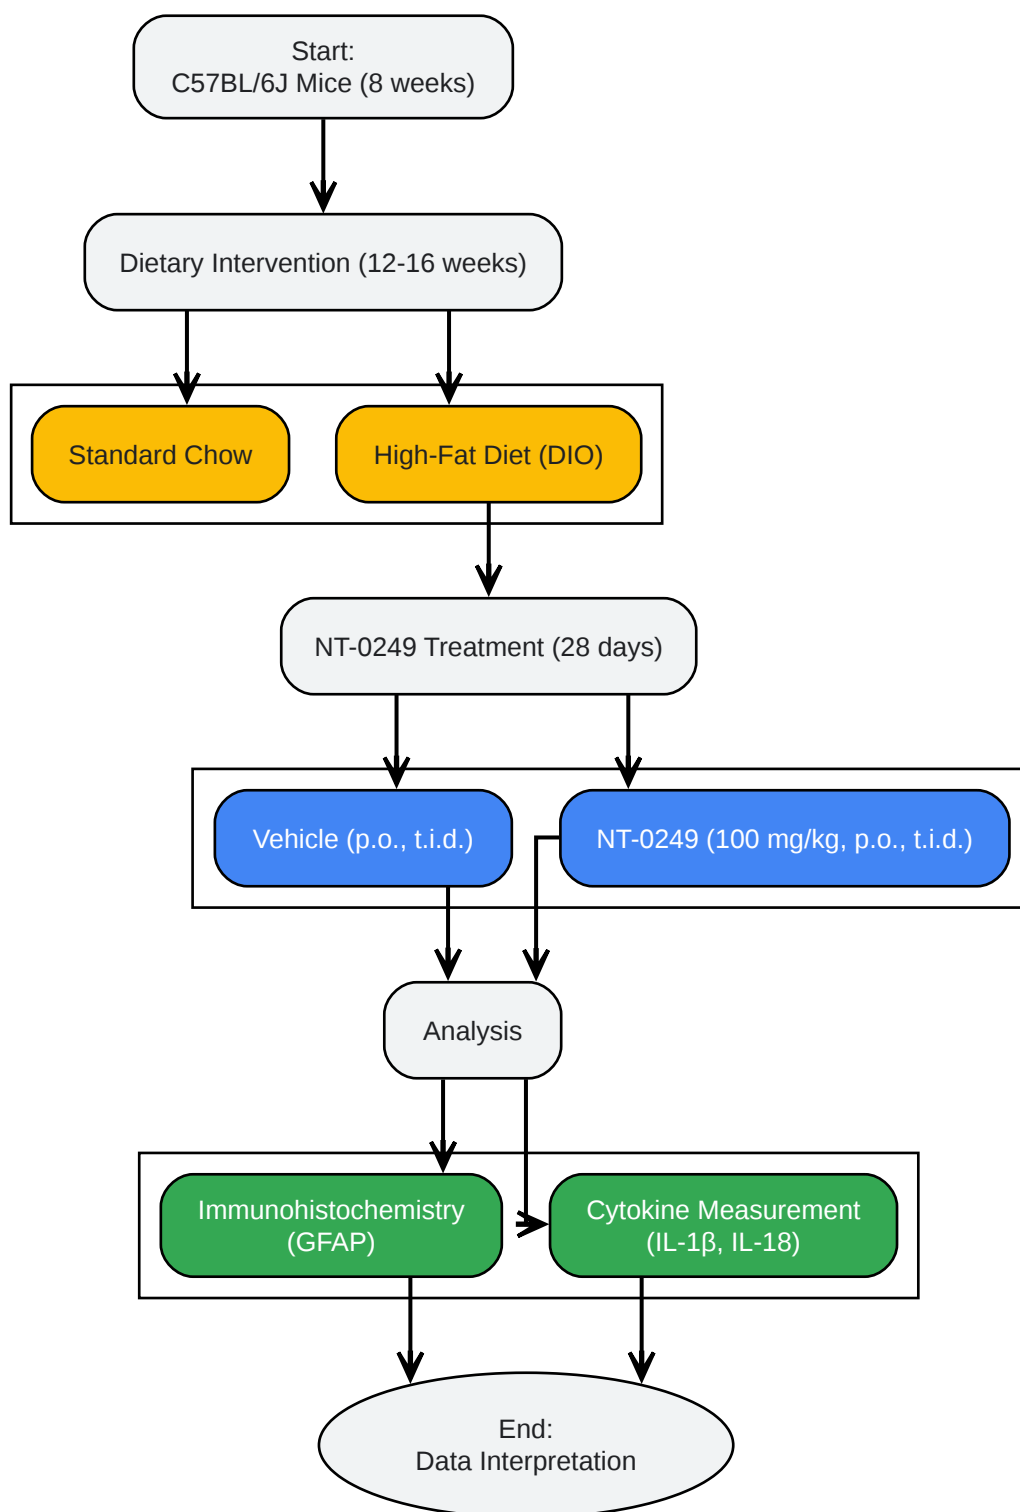 Start:
C57BL/6J Mice (8 weeks)
Dietary Intervention (12-16 weeks)
Standard Chow
High-Fat Diet (DIO)
NT-0249 Treatment (28 days)
Vehicle (p.o., t.i.d.)
NT-0249 (100 mg/kg, p.o., t.i.d.)
Analysis
Immunohistochemistry
(GFAP)
Cytokine Measurement
(IL-1β, IL-18)
End:
Data Interpretation